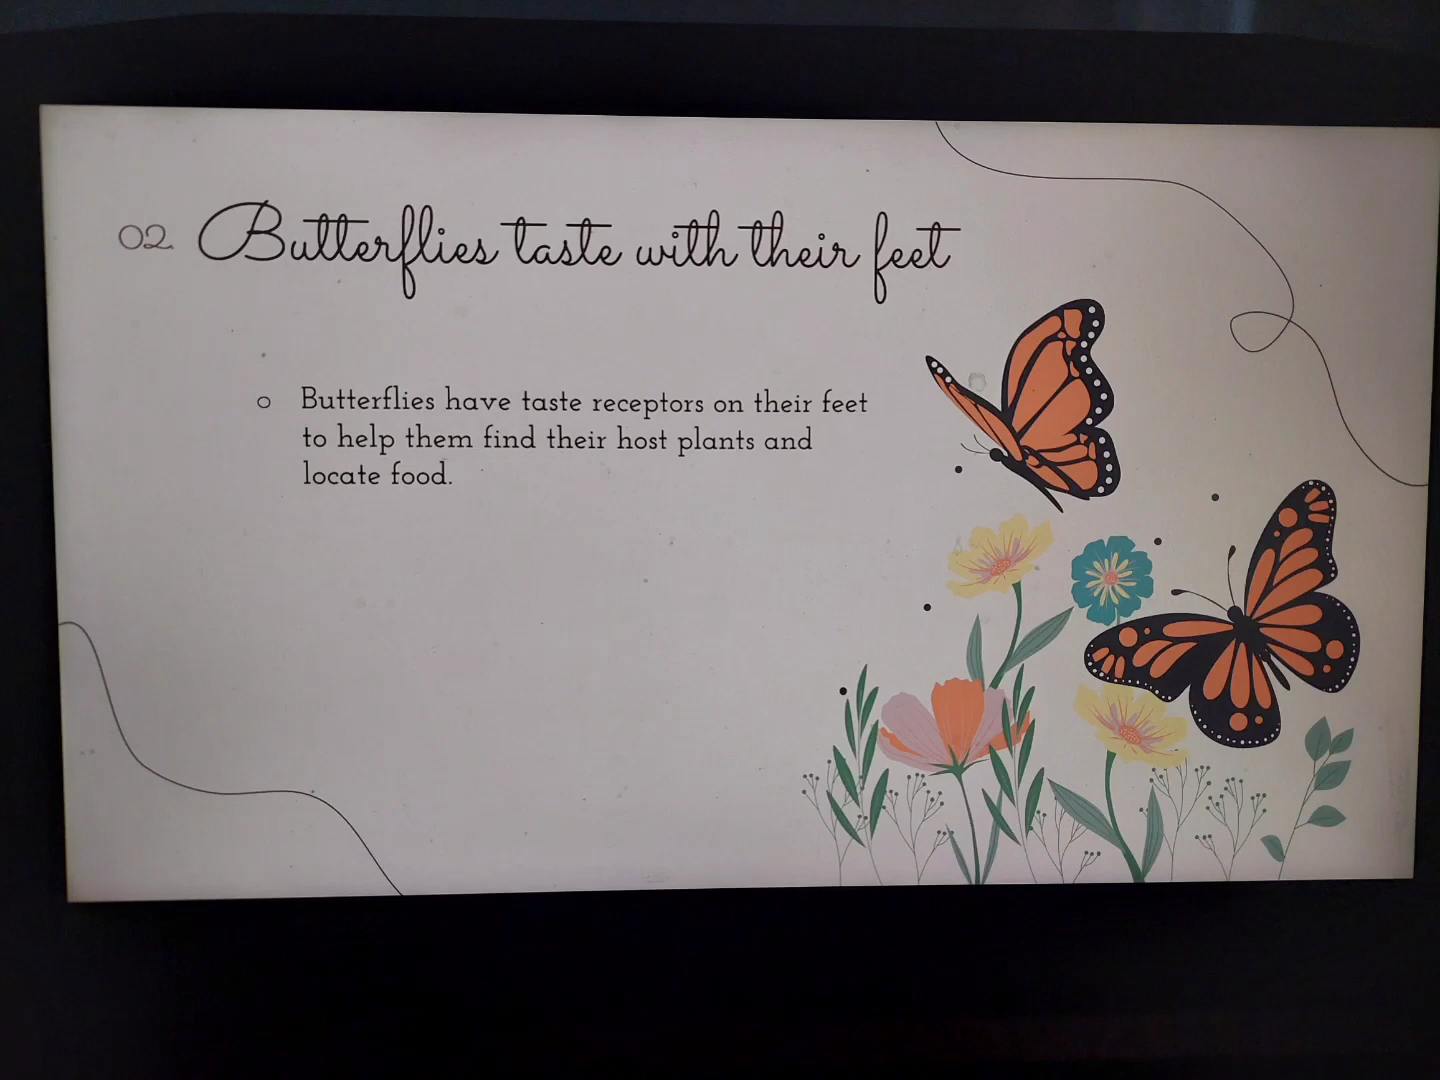 02 Butterflies taste with their feet
o Butterflies have taste receptors on their feet
to help them find their host plants and
locate food.